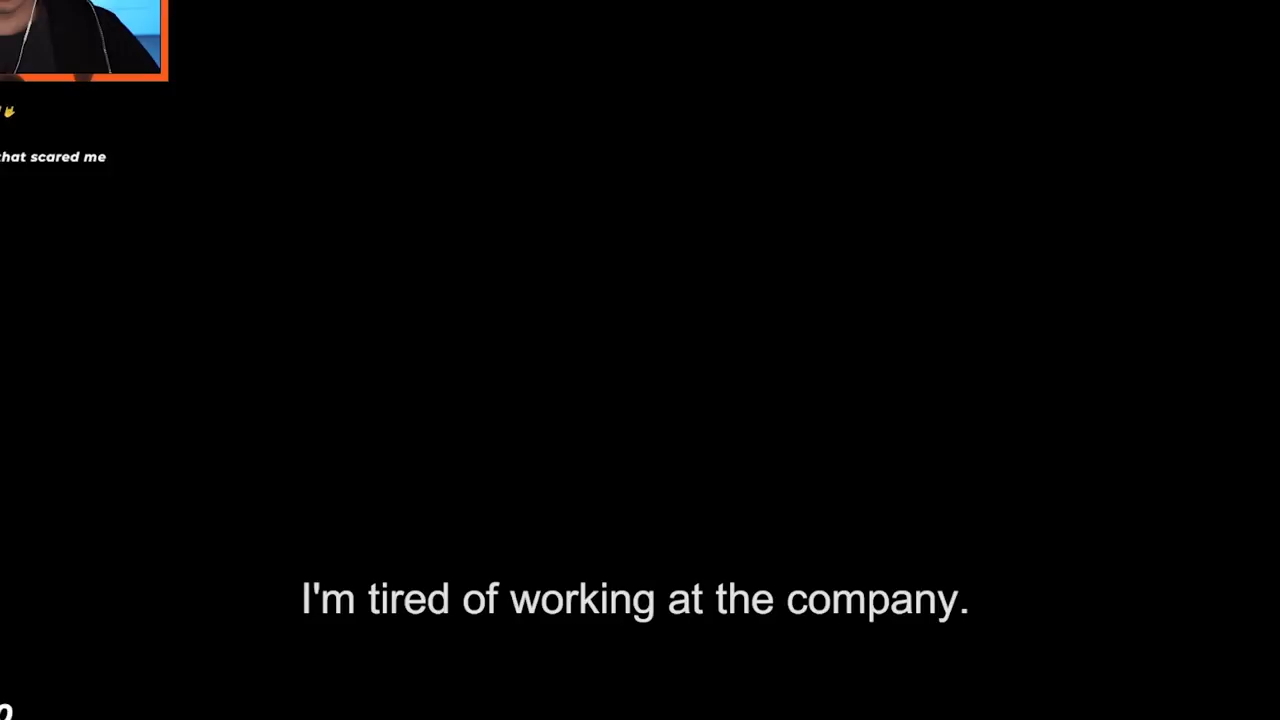 that scared me
I'm tired of working at the company.